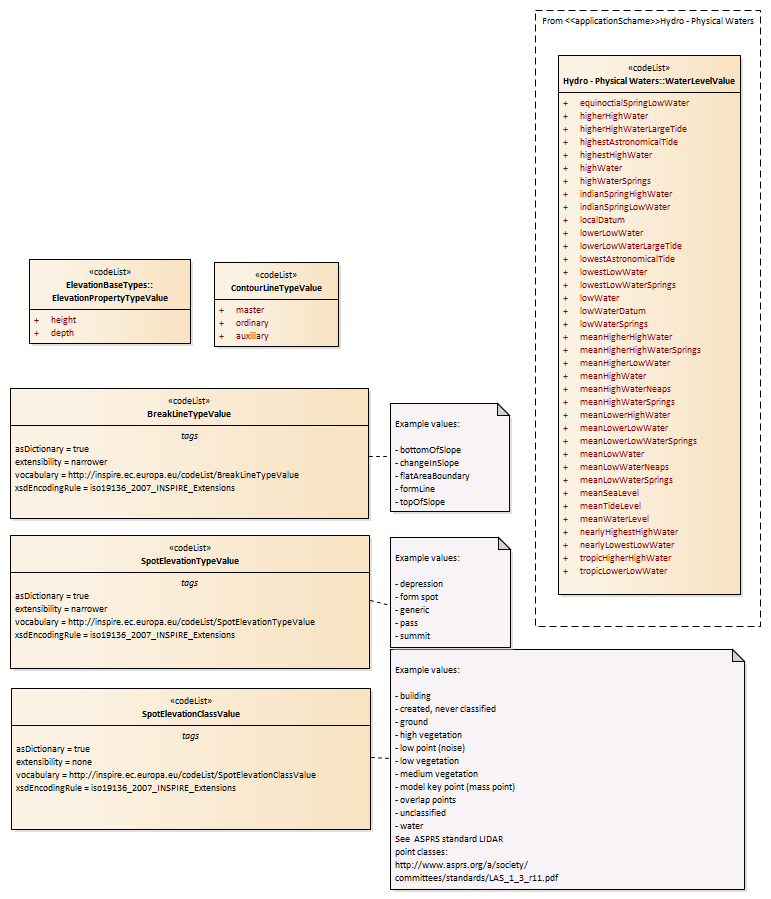 From <<applicationSchame>>Hydro - Physical Waters
«codeList»
Hydro - Physical Waters::WaterLevelValue
+ equinoctialSpringLowWater
+ higherHighWater
+ higherHighWaterLargeTide
+ highestAstronomicalTide
+ highestHighWater
+ highWater
+ highWaterSprings
+ indianSpringHighWater
+ indianSpringLowWater
+ localDatum
+ lowerLowWater
+ lowerLowWaterLargeTide
+ lowestAstronomicalTide
+ lowestLowWater
+ lowestLowWaterSprings
+ lowWater
+ lowWaterDatum
+ lowWaterSprings
+ meanHigherHighWater
+ meanHigherHighWaterSprings
+ meanHigherLowWater
+ meanHighWater
+ meanHighWaterNeaps
+ meanHighWaterSprings
+ meanLowerHighWater
+ meanLowerLowWater
+ meanLowerLowWaterSprings
+ meanLowWater
+ meanLowWaterNeaps
+ meanLowWaterSprings
+ meanSeaLevel
+ meanTideLevel
+ meanWaterLevel
+ nearlyHighestHighWater
+ nearlyLowestLowWater
+ tropicHigherHighWater
+ tropicLowerLowWater
«codeList»
ElevationBaseTypes::
ElevationPropertyTypeValue
+ height
+ depth
«codeList»
ContourLineTypeValue
+ master
+ ordinary
+ auxiliary
«codeList»
BreakLineTypeValue
tags
asDictionary = true
extensibility = narrower
vocabulary = http://inspire.ec.europa.eu/codeList/BreakLineTypeValue
xsdEncodingRule = iso19136_2007_INSPIRE_Extensions
Example values:
- bottomOfSlope
- changeInSlope
- flatAreaBoundary
- formLine
- topOfSlope
«codeList»
SpotElevationTypeValue
tags
asDictionary = true
extensibility = narrower
vocabulary = http://inspire.ec.europa.eu/codeList/SpotElevationTypeValue
xsdEncodingRule = iso19136_2007_INSPIRE_Extensions
Example values:
- depression
- form spot
- generic
- pass
- summit
«codeList»
SpotElevationClassValue
tags
asDictionary = true
extensibility = none
vocabulary = http://inspire.ec.europa.eu/codeList/SpotElevationClassValue
xsdEncodingRule = iso19136_2007_INSPIRE_Extensions
Example values:
- building
- created, never classified
- ground
- high vegetation
- low point (noise)
- low vegetation
- medium vegetation
- model key point (mass point)
- overlap points
- unclassified
- water
See ASPRS standard LIDAR
point classes:
http://www.asprs.org/a/society/
committees/standards/LAS_1_3_r11.pdf